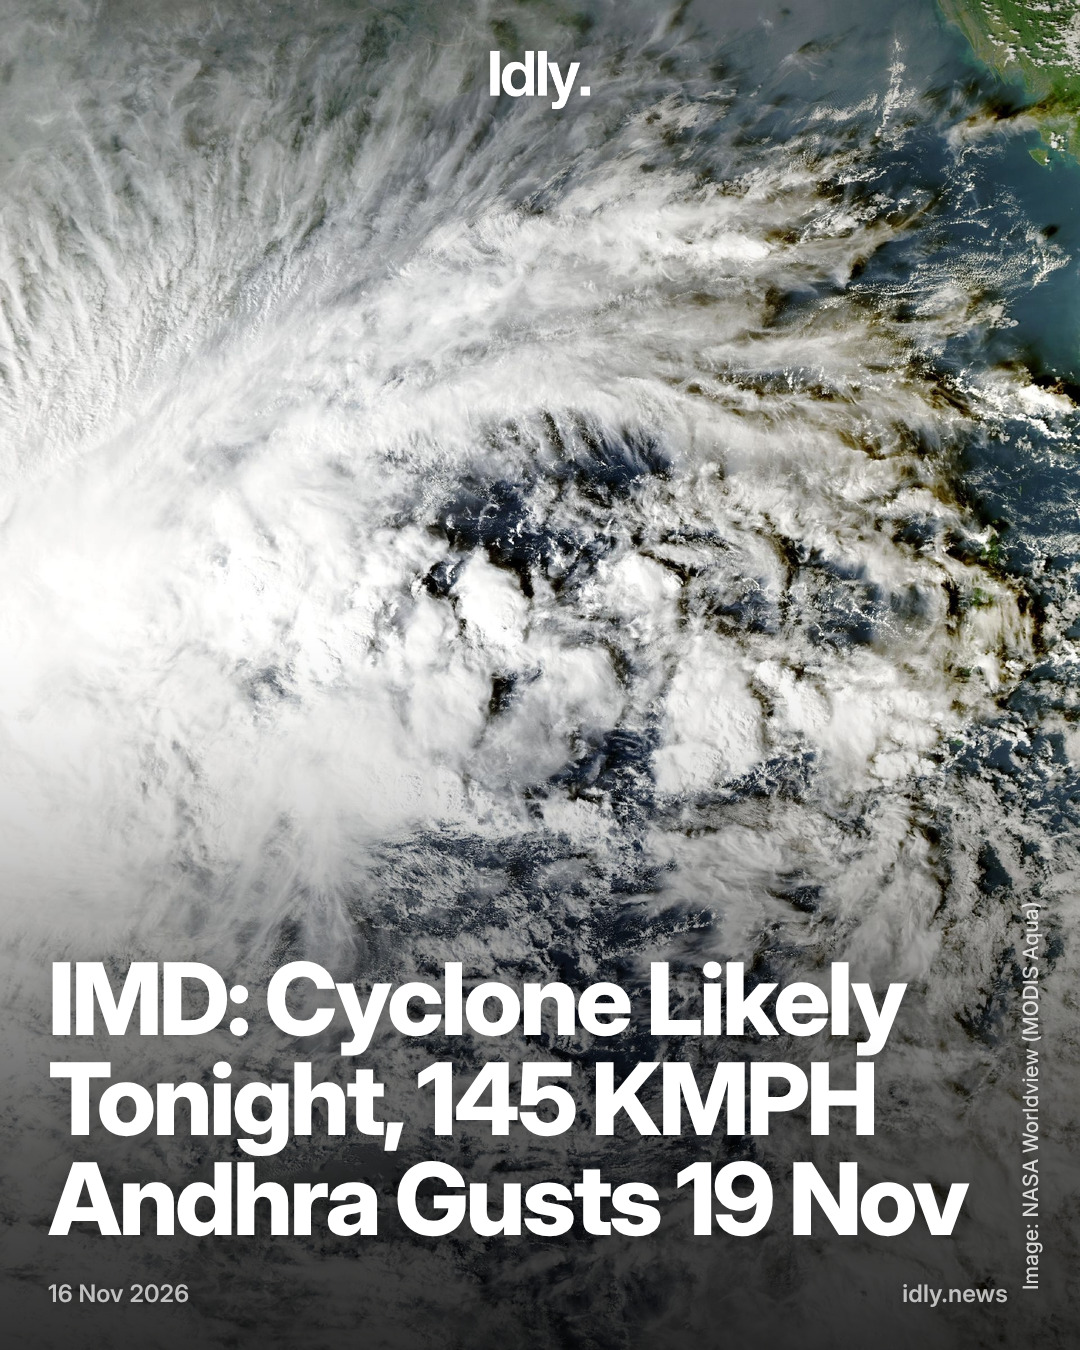 Idly.
IMD: Cyclone Likely
Tonight, 145 KMPH
Andhra Gusts 19 Nov
16 Nov 2026
idly.news
Image: NASA Worldview (MODIS Aqua)